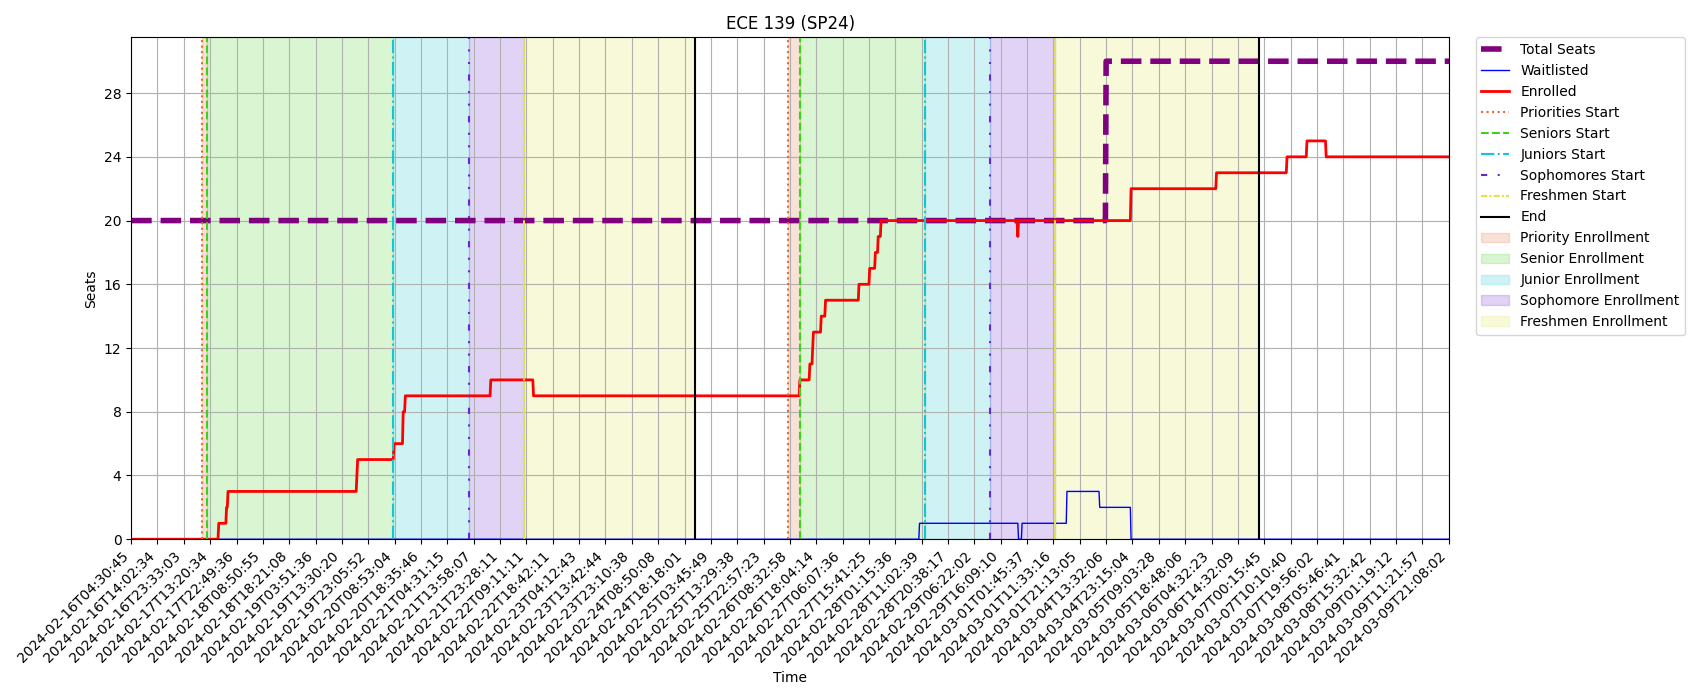 ECE 139 (SP24)
Total Seats
Waitlisted
Enrolled
Priorities Start
Seniors Start
Juniors Start
Sophomores Start
Freshmen Start
End
Priority Enrollment
Senior Enrollment
Junior Enrollment
Sophomore Enrollment
Freshmen Enrollment
Seats
28
24
20
16
12
8
4
0
2024-02-16T04:30:45
2024-02-16T14:02:34
2024-02-16T23:33:03
2024-02-17T13:20:34
2024-02-17T22:49:36
2024-02-18T08:50:55
2024-02-18T18:21:08
2024-02-19T03:51:36
2024-02-19T13:30:20
2024-02-19T23:05:52
2024-02-20T08:53:04
2024-02-20T18:35:46
2024-02-21T04:31:15
2024-02-21T13:58:07
2024-02-21T23:28:11
2024-02-22T09:11:11
2024-02-22T18:42:11
2024-02-23T04:12:43
2024-02-23T13:42:44
2024-02-23T23:10:38
2024-02-24T08:50:08
2024-02-24T18:18:01
2024-02-25T03:45:49
2024-02-25T13:29:38
2024-02-25T22:57:23
2024-02-26T08:32:58
2024-02-26T18:04:14
2024-02-27T06:07:36
2024-02-27T15:41:25
2024-02-28T01:15:36
2024-02-28T11:02:39
2024-02-28T20:38:17
2024-02-29T06:22:02
2024-02-29T16:09:10
2024-03-01T01:45:37
2024-03-01T11:33:16
2024-03-01T21:13:05
2024-03-04T13:32:06
2024-03-04T23:15:04
2024-03-05T09:03:28
2024-03-05T18:48:06
2024-03-06T04:32:23
2024-03-06T14:32:09
2024-03-07T00:15:45
2024-03-07T10:10:40
2024-03-07T19:56:02
2024-03-08T05:46:41
2024-03-08T15:32:42
2024-03-09T01:19:12
2024-03-09T11:21:57
2024-03-09T21:08:02
Time